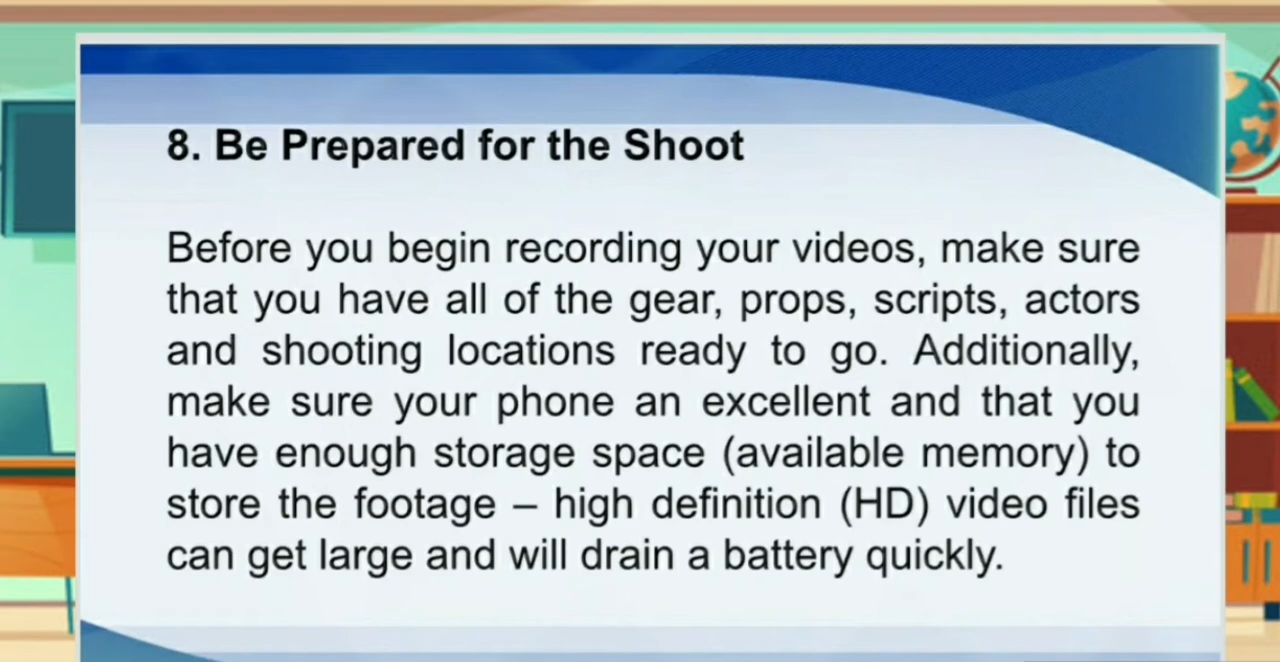 8. Be Prepared for the Shoot
Before you begin recording your videos, make sure
that you have all of the gear, props, scripts, actors
and shooting locations ready to go. Additionally,
make sure your phone an excellent and that you
have enough storage space (available memory) to
store the footage – high definition (HD) video files
can get large and will drain a battery quickly.